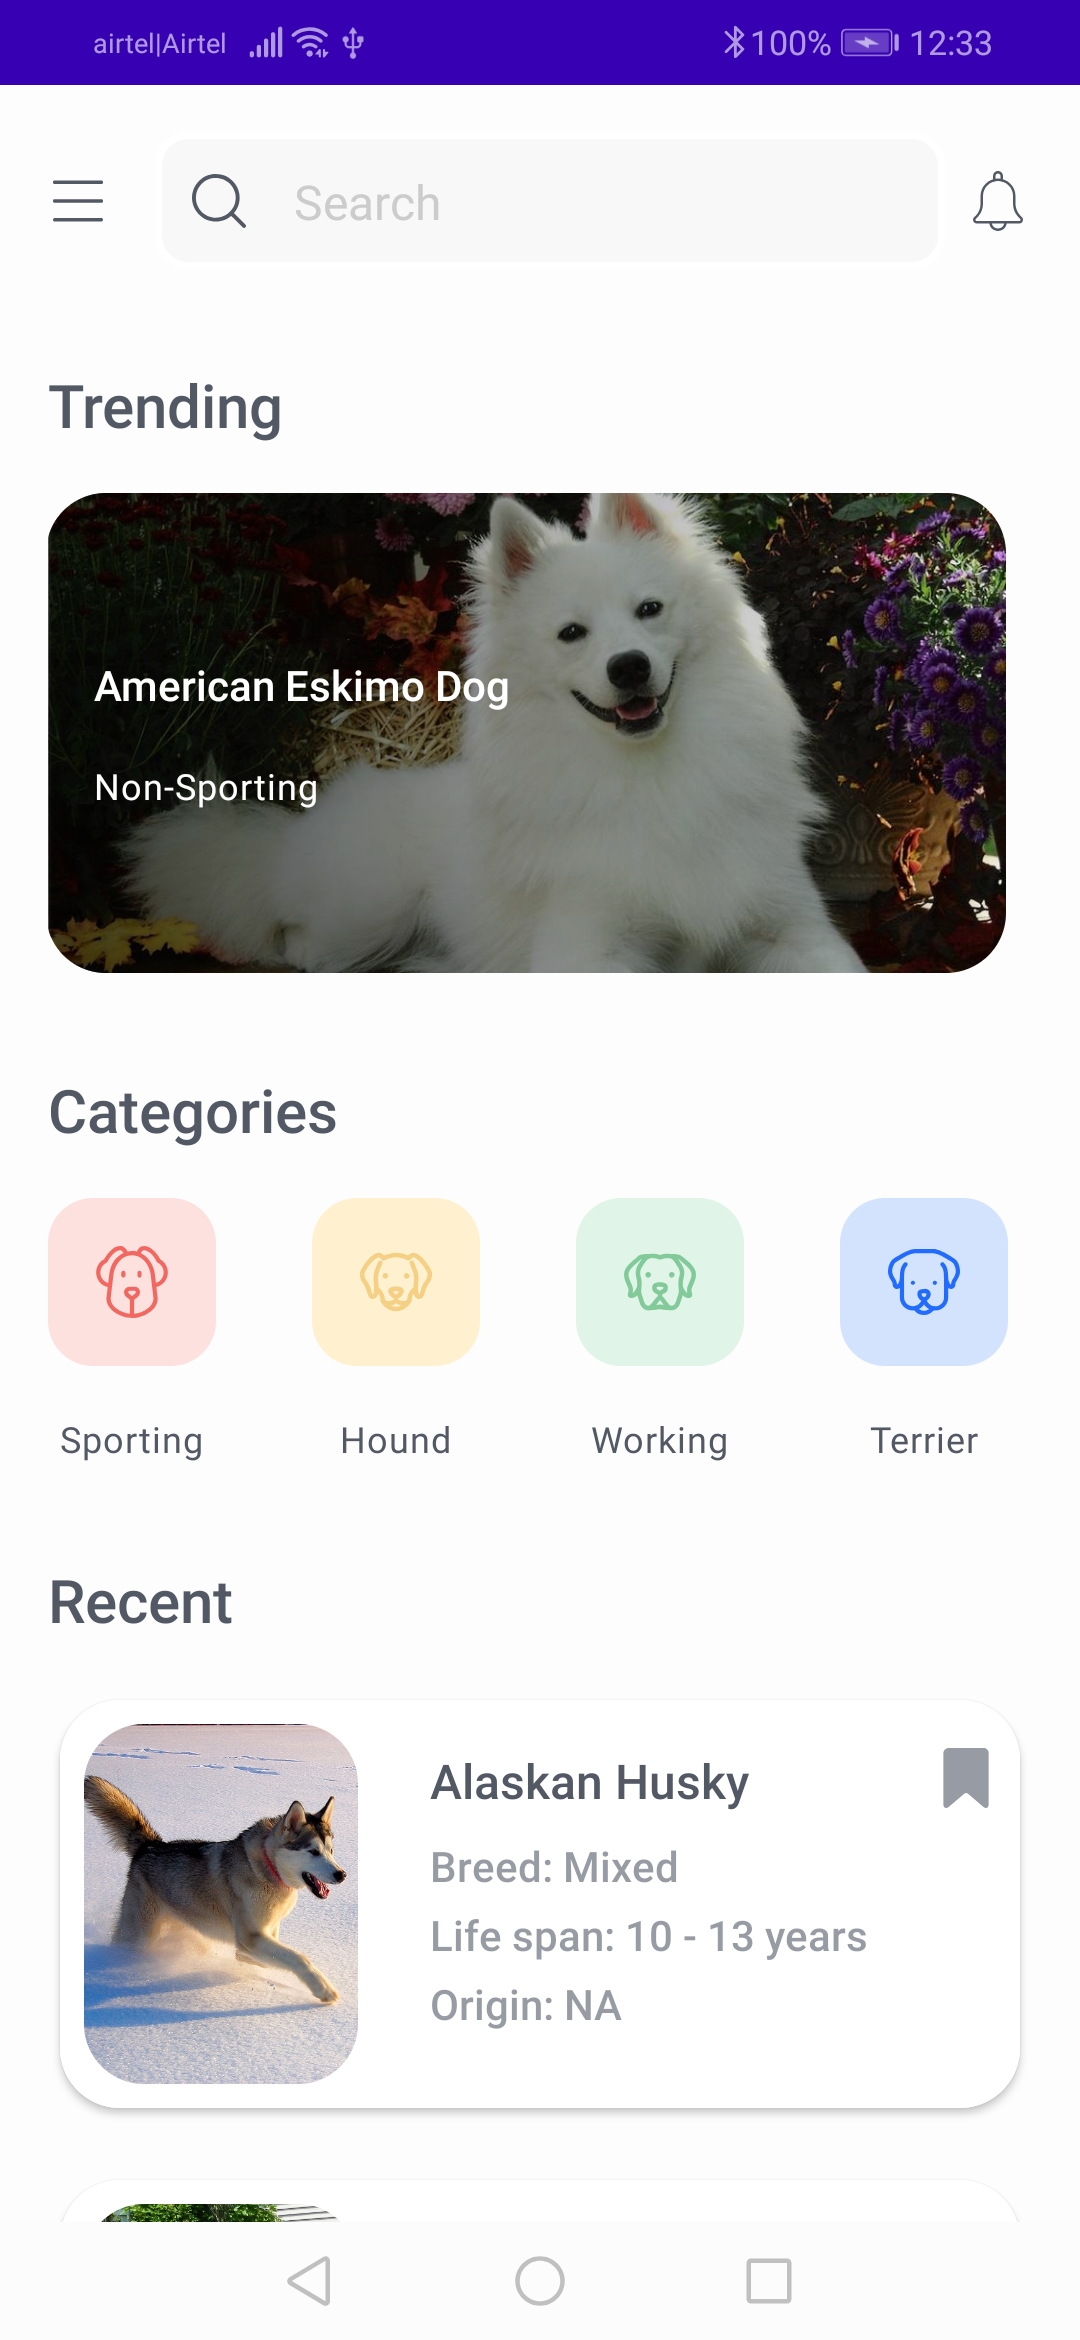 airtel|Airtel 100% 12:33
Search
Trending
American Eskimo Dog
Non-Sporting
Categories
Sporting Hound Working Terrier
Recent
Alaskan Husky
Breed: Mixed
Life span: 10 - 13 years
Origin: NA